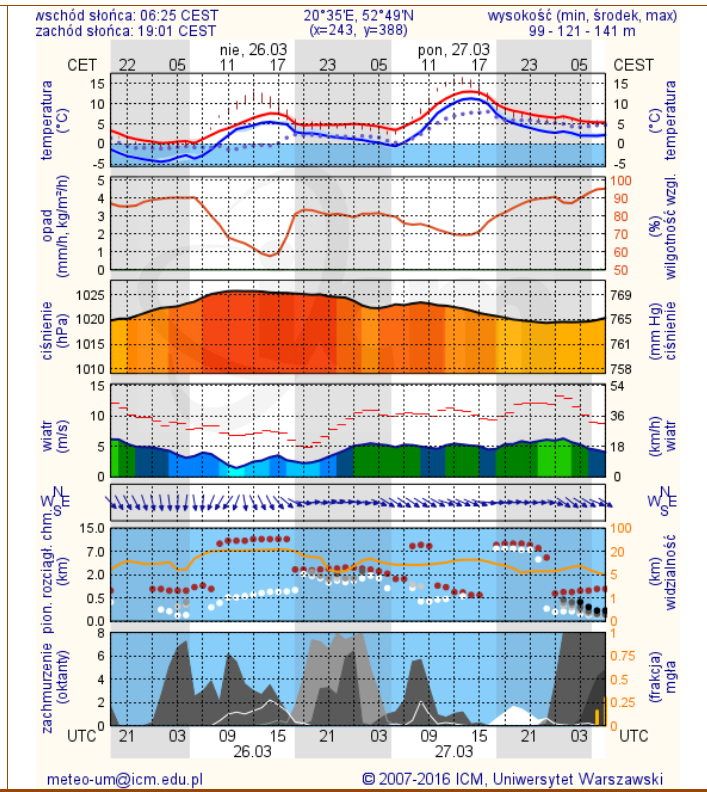 wschód słońca: 06:25 CEST 20°35'E, 52°49'N wysokość (min, środek, max)
zachód słońca: 19:01 CEST (x=243, y=388) 99 - 121 - 141 m
nie, 26.03 pon, 27.03
CET 22 05 11 17 23 05 11 17 23 05 CEST
temperatura (°C)
15 10 5 0 -5
15 10 5 0 -5
temperatura (°C)
opad (mm/h, kg/m²/h)
5 4 3 2 1 0
100 90 80 70 60 50
wilgotność wzgl. (%)
ciśnienie (hPa)
1025 1020 1015 1010
769 765 761 758
(mm Hg) ciśnienie
wiatr (m/s)
15 10 5 0
54 36 18 0
(km/h) wiatr
N W E S
N W E S
pion. rozciągł. chm. (km)
15.0 7.0 2.0 0.5 0.0
100 20 5 1 0
(km) widzialność
zachmurzenie (oktanty)
8 6 4 2 0
1 0.75 0.5 0.25 0
(frakcja) mgła
UTC 21 03 09 15 21 03 09 15 21 03 UTC
26.03 27.03
meteo-um@icm.edu.pl © 2007-2016 ICM, Uniwersytet Warszawski